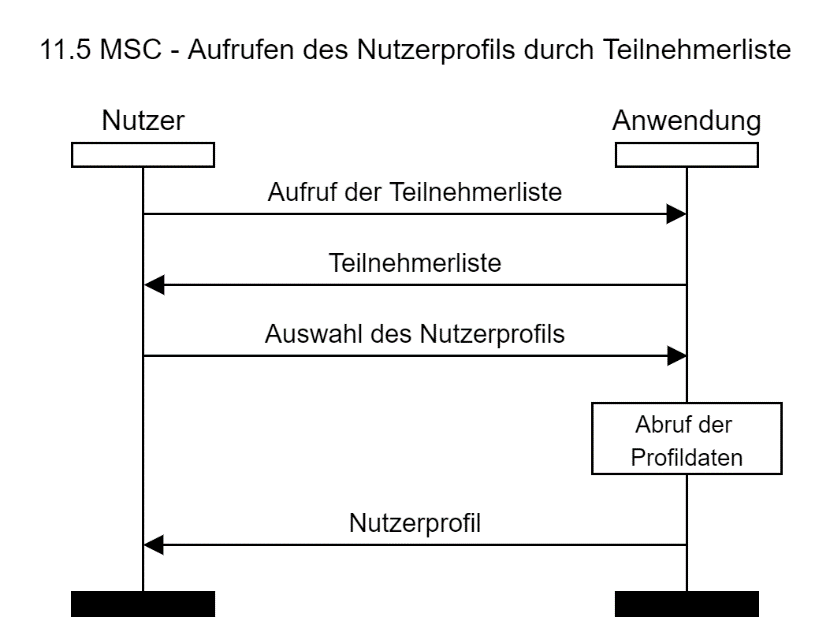 11.5 MSC - Aufrufen des Nutzerprofils durch Teilnehmerliste
Nutzer
Anwendung
Aufruf der Teilnehmerliste
Teilnehmerliste
Auswahl des Nutzerprofils
Abruf der
Profildaten
Nutzerprofil